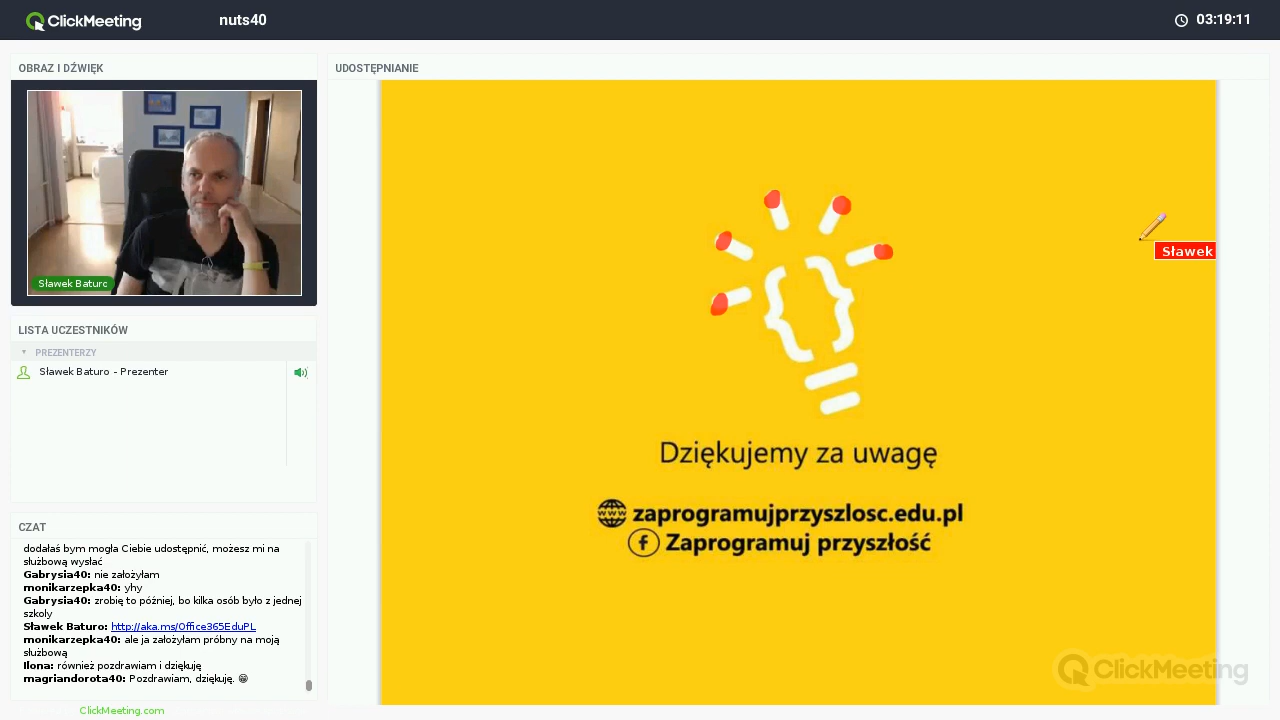 ClickMeeting
nuts40
03:19:11
OBRAZ I DŹWIĘK
Sławek Baturo
LISTA UCZESTNIKÓW
PREZENTERZY
Sławek Baturo - Prezenter
CZAT
dodałaś bym mogła Ciebie udostępnić, możesz mi na
służbową wysłać
Gabrysia40: nie założyłam
monikarzepka40: yhy
Gabrysia40: zrobię to później, bo kilka osób było z jednej
szkoly
Sławek Baturo: http://aka.ms/Office365EduPL
monikarzepka40: ale ja założyłam próbny na moją
służbową
Ilona: również pozdrawiam i dziękuję
magriandorota40: Pozdrawiam, dziękuję. 😁
ClickMeeting.com
UDOSTĘPNIANIE
Sławek
Dziękujemy za uwagę
www zaprogramujprzyszlosc.edu.pl
f Zaprogramuj przyszłość
ClickMeeting